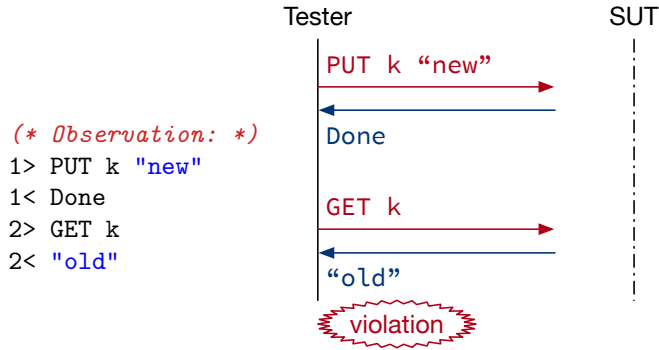 Tester SUT
PUT k “new”
Done
(* Observation: *)
1> PUT k "new"
1< Done
2> GET k
2< "old"
GET k
“old”
violation